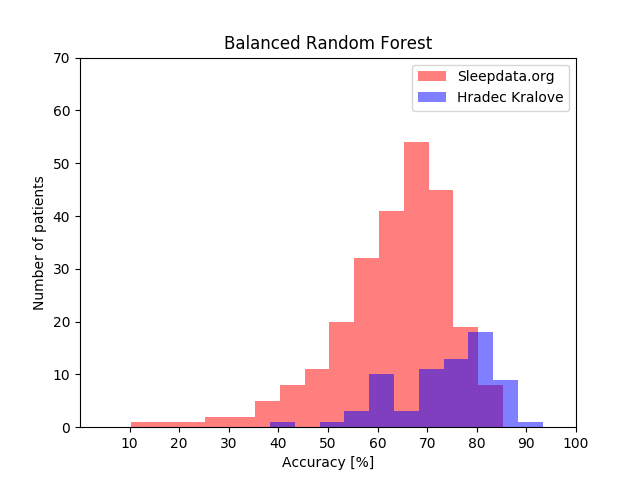 Balanced Random Forest
70
60
50
40
30
20
10
0
Number of patients
Sleepdata.org
Hradec Kralove
10 20 30 40 50 60 70 80 90 100
Accuracy [%]